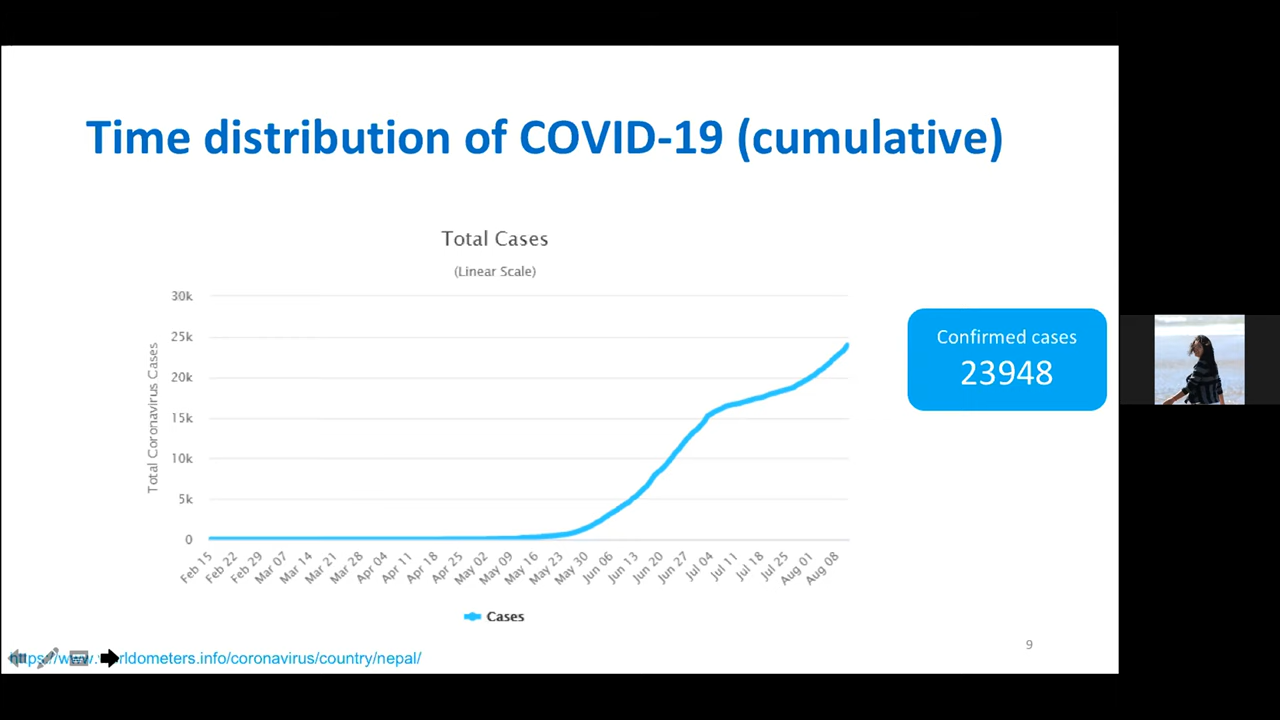 Time distribution of COVID-19 (cumulative)
Total Cases
(Linear Scale)
Total Coronavirus Cases
30k
25k
20k
15k
10k
5k
0
Feb 15
Feb 22
Feb 29
Mar 07
Mar 14
Mar 21
Mar 28
Apr 04
Apr 11
Apr 18
Apr 25
May 02
May 09
May 16
May 23
May 30
Jun 06
Jun 13
Jun 20
Jun 27
Jul 04
Jul 11
Jul 18
Jul 25
Aug 01
Aug 08
Cases
Confirmed cases
23948
https://www.worldometers.info/coronavirus/country/nepal/
9